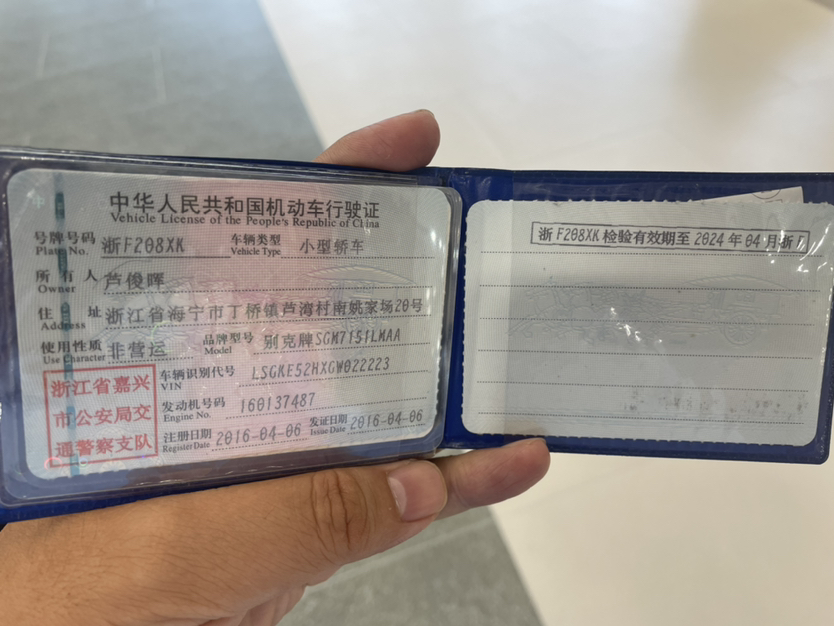 中华人民共和国机动车行驶证
Vehicle License of the People's Republic of China
号牌号码 浙F208XK 车辆类型 小型轿车
Plate No. Vehicle Type
所有人 芦俊晖
Owner
住址 浙江省海宁市丁桥镇芦湾村南姚家场20号
Address
使用性质 非营运 品牌型号 别克牌SGM7151LMAA
Use Character Model
浙江省嘉兴
市公安局交
通警察支队
车辆识别代号 LSGKE52HXGW022223
VIN
发动机号码 160137487
Engine No.
注册日期 2016-04-06 发证日期 2016-04-06
Register Date Issue Date
浙F208XK 检验有效期至 2024 年 04 月浙F